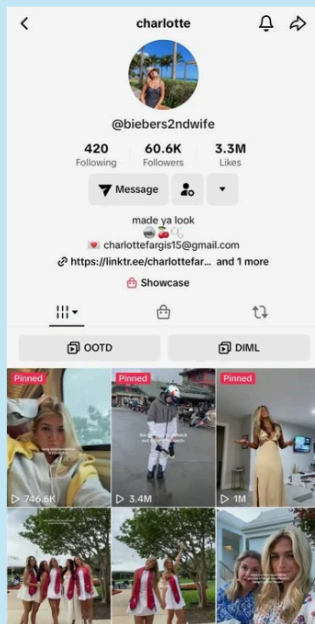 charlotte
@biebers2ndwife
420
60.6K
3.3M
Following
Followers
Likes
Message
made ya look
charlottefargis15@gmail.com
https://linktr.ee/charlottefar... and 1 more
Showcase
OOTD
DIML
Pinned
Pinned
Pinned
746.6K
3.4M
1M